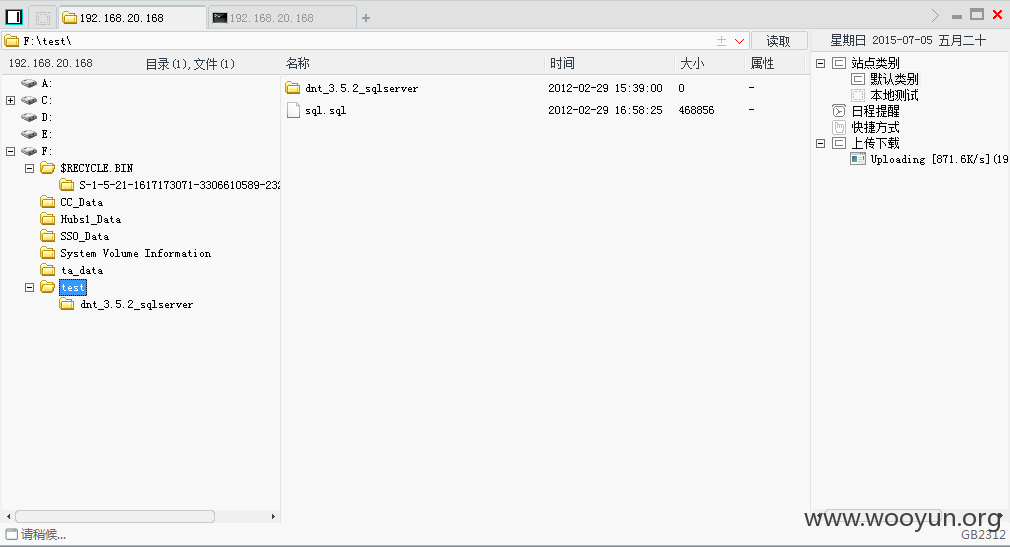 192.168.20.168
192.168.20.168
F:\test\
读取
星期日 2015-07-05 五月二十
192.168.20.168 目录(1),文件(1)
名称 时间 大小 属性
A:
C:
D:
E:
F:
$RECYCLE.BIN
S-1-5-21-1617173071-3306610589-232
CC_Data
Hubs1_Data
SSO_Data
System Volume Information
ta_data
test
dnt_3.5.2_sqlserver
dnt_3.5.2_sqlserver 2012-02-29 15:39:00 0 -
sql.sql 2012-02-29 16:58:25 468856 -
站点类别
默认类别
本地测试
日程提醒
快捷方式
上传下载
Uploading [871.6K/s](19
请稍候...
www.wooyun.org
GB2312